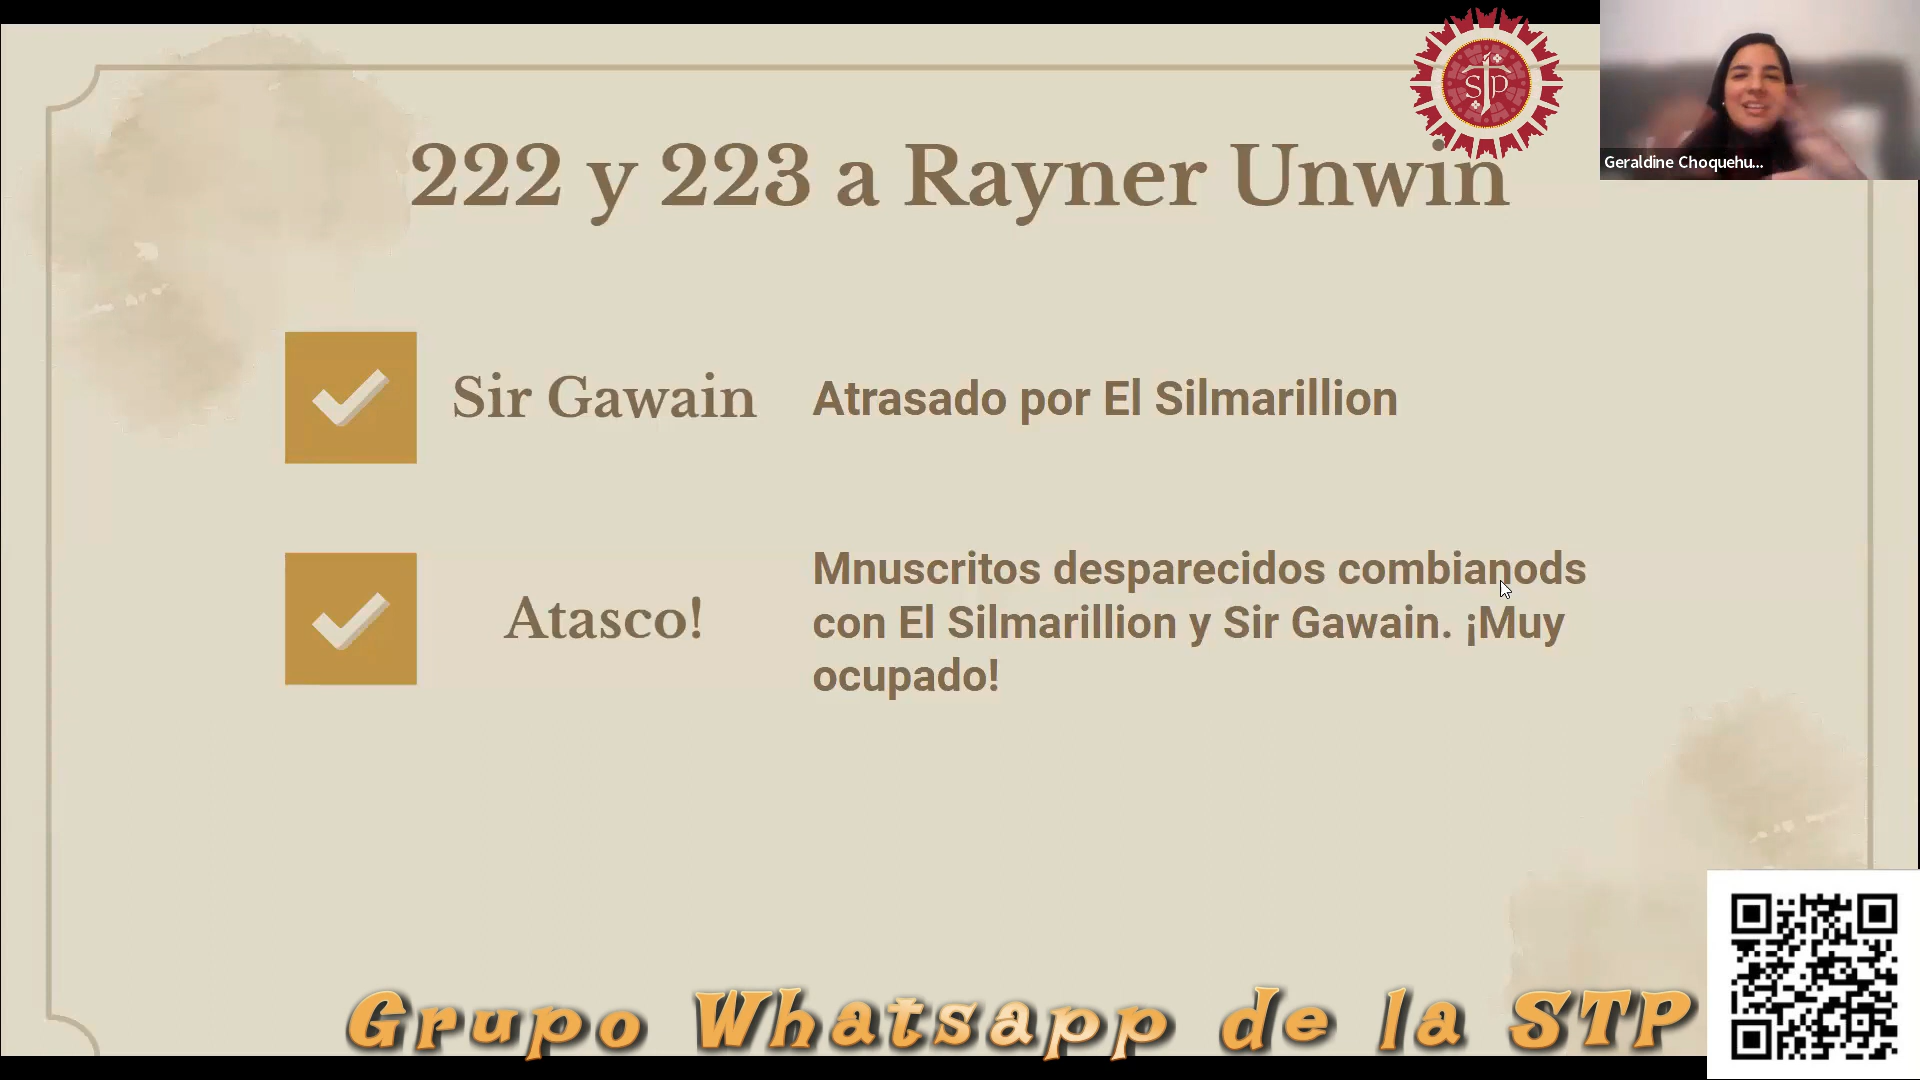 222 y 223 a Rayner Unwin
STP
Geraldine Choquehu...
Sir Gawain
Atrasado por El Silmarillion
Atasco!
Mnuscritos desparecidos combianods
con El Silmarillion y Sir Gawain. ¡Muy
ocupado!
Grupo Whatsapp de la STP